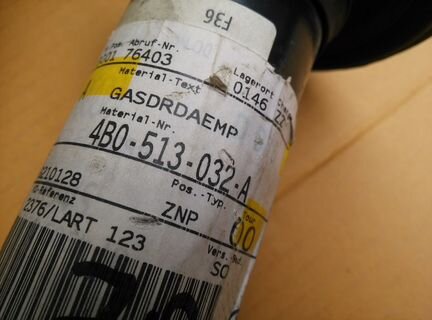 F36
Pos. Abruf-Nr.
76403
Lagerort
Material-Text
0146
GASDRDAEMP
Material-Nr.
4B0-513-032-A
210128
Pos.-Typ.
ZNP
00
Referenz
2376/LART 123
Vers.
SO